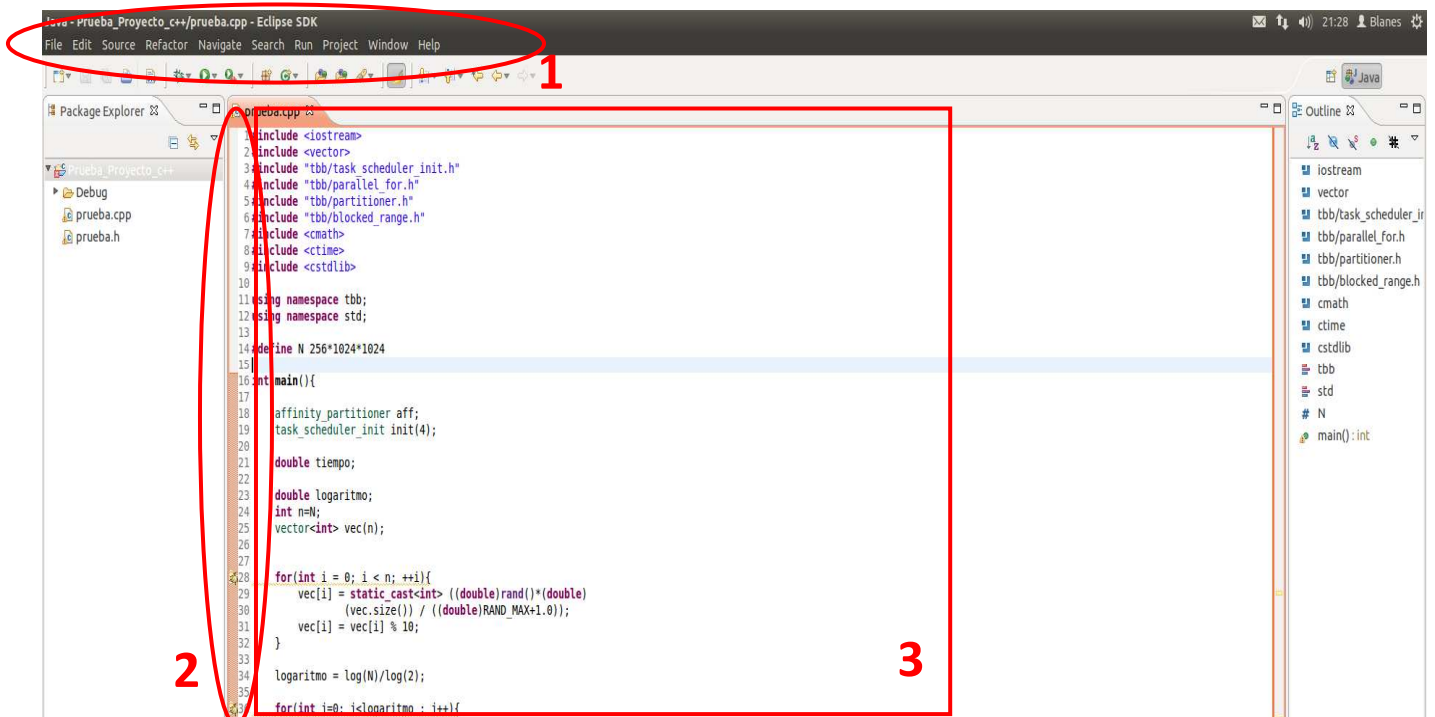 Java - Prueba_Proyecto_c++/prueba.cpp - Eclipse SDK
21:28 Blanes
File Edit Source Refactor Navigate Search Run Project Window Help
1
Java
Package Explorer
prueba.cpp
Outline
Prueba_Proyecto_c++
Debug
prueba.cpp
prueba.h
1 #include <iostream>
2 #include <vector>
3 #include "tbb/task_scheduler_init.h"
4 #include "tbb/parallel_for.h"
5 #include "tbb/partitioner.h"
6 #include "tbb/blocked_range.h"
7 #include <cmath>
8 #include <ctime>
9 #include <cstdlib>
10
11 using namespace tbb;
12 using namespace std;
13
14 #define N 256*1024*1024
15
16 int main(){
17
18 affinity_partitioner aff;
19 task_scheduler_init init(4);
20
21 double tiempo;
22
23 double logaritmo;
24 int n=N;
25 vector<int> vec(n);
26
27
28 for(int i = 0; i < n; ++i){
29 vec[i] = static_cast<int> ((double)rand()*(double)
30 (vec.size()) / ((double)RAND_MAX+1.0));
31 vec[i] = vec[i] % 10;
32 }
33
34 logaritmo = log(N)/log(2);
35
36 for(int i=0; i<logaritmo ; i++){
2
3
iostream
vector
tbb/task_scheduler_ir
tbb/parallel_for.h
tbb/partitioner.h
tbb/blocked_range.h
cmath
ctime
cstdlib
tbb
std
N
main() : int